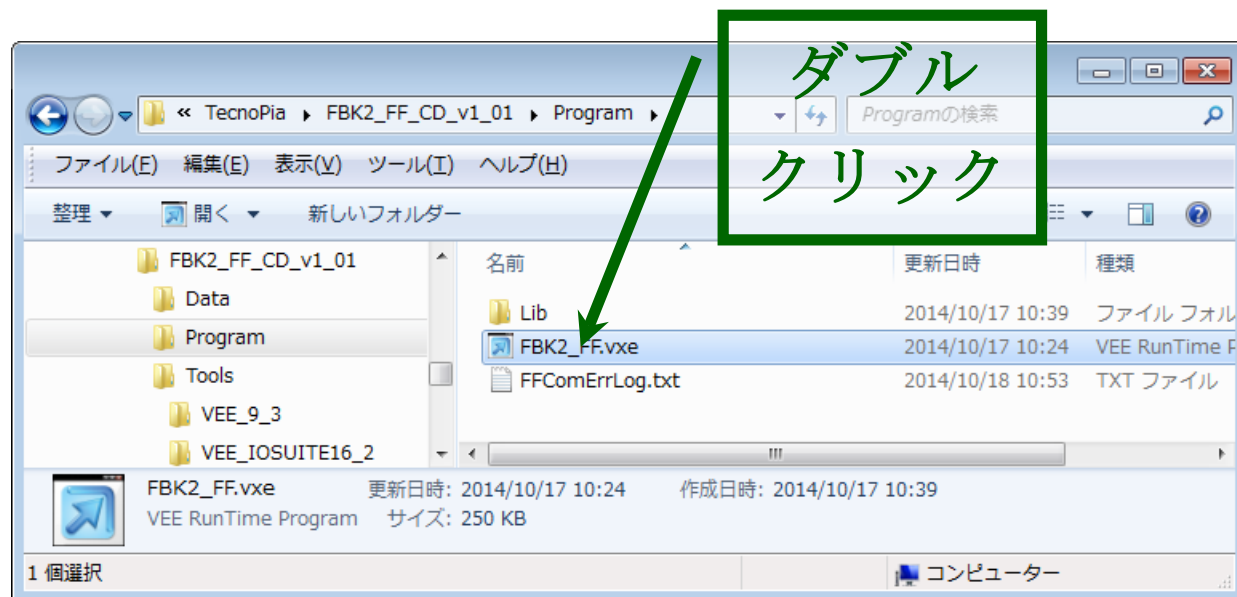 ダブル
クリック
« TecnoPia ▸ FBK2_FF_CD_v1_01 ▸ Program ▸
Programの検索
ファイル(F) 編集(E) 表示(V) ツール(T) ヘルプ(H)
整理 ▼ 開く ▼ 新しいフォルダー
FBK2_FF_CD_v1_01
Data
Program
Tools
VEE_9_3
VEE_IOSUITE16_2
名前 更新日時 種類
Lib 2014/10/17 10:39 ファイル フォル
FBK2_FF.vxe 2014/10/17 10:24 VEE RunTime P
FFComErrLog.txt 2014/10/18 10:53 TXT ファイル
FBK2_FF.vxe 更新日時: 2014/10/17 10:24 作成日時: 2014/10/17 10:39
VEE RunTime Program サイズ: 250 KB
1 個選択 コンピューター